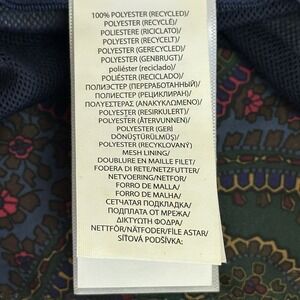 100% POLYESTER (RECYCLED)/
POLYESTER (RECYCLÉ)/
POLIESTERE (RICICLATO)/
POLYESTER (RECYCELT)/
POLYESTER (GERECYCLED)/
POLYESTER (GENBRUGT)/
poliéster (reciclado)/
POLIÉSTER (RECICLADO)/
ПОЛИЭСТЕР (ПЕРЕРАБОТАННЫЙ)/
ПОЛИЕСТЕР (РЕЦИКЛИРАН)/
ΠΟΛΥΕΣΤΕΡΑΣ (ΑΝΑΚΥΚΛΩΜΕΝΟ)/
POLYESTER (RESIRKULERT)/
POLYESTER (ÅTERVUNNEN)/
POLYESTER (GERİ
DÖNÜŞTÜRÜLMÜŞ)/
POLYESTER (RECYKLOVANÝ)
MESH LINING/
DOUBLURE EN MAILLE FILET/
FODERA DI RETE/NETZFUTTER/
NETVOERING/NETFÓR/
FORRO DE MALLA/
FORRO DE MALHA/
СЕТЧАТАЯ ПОДКЛАДКА/
ПОДПЛАТА ОТ МРЕЖА/
ΔΙΚΤΥΩΤΗ ΦΟΔΡΑ/
NETTFÔR/NÄTFODER/FİLE ASTAR/
SÍŤOVÁ PODŠÍVKA: